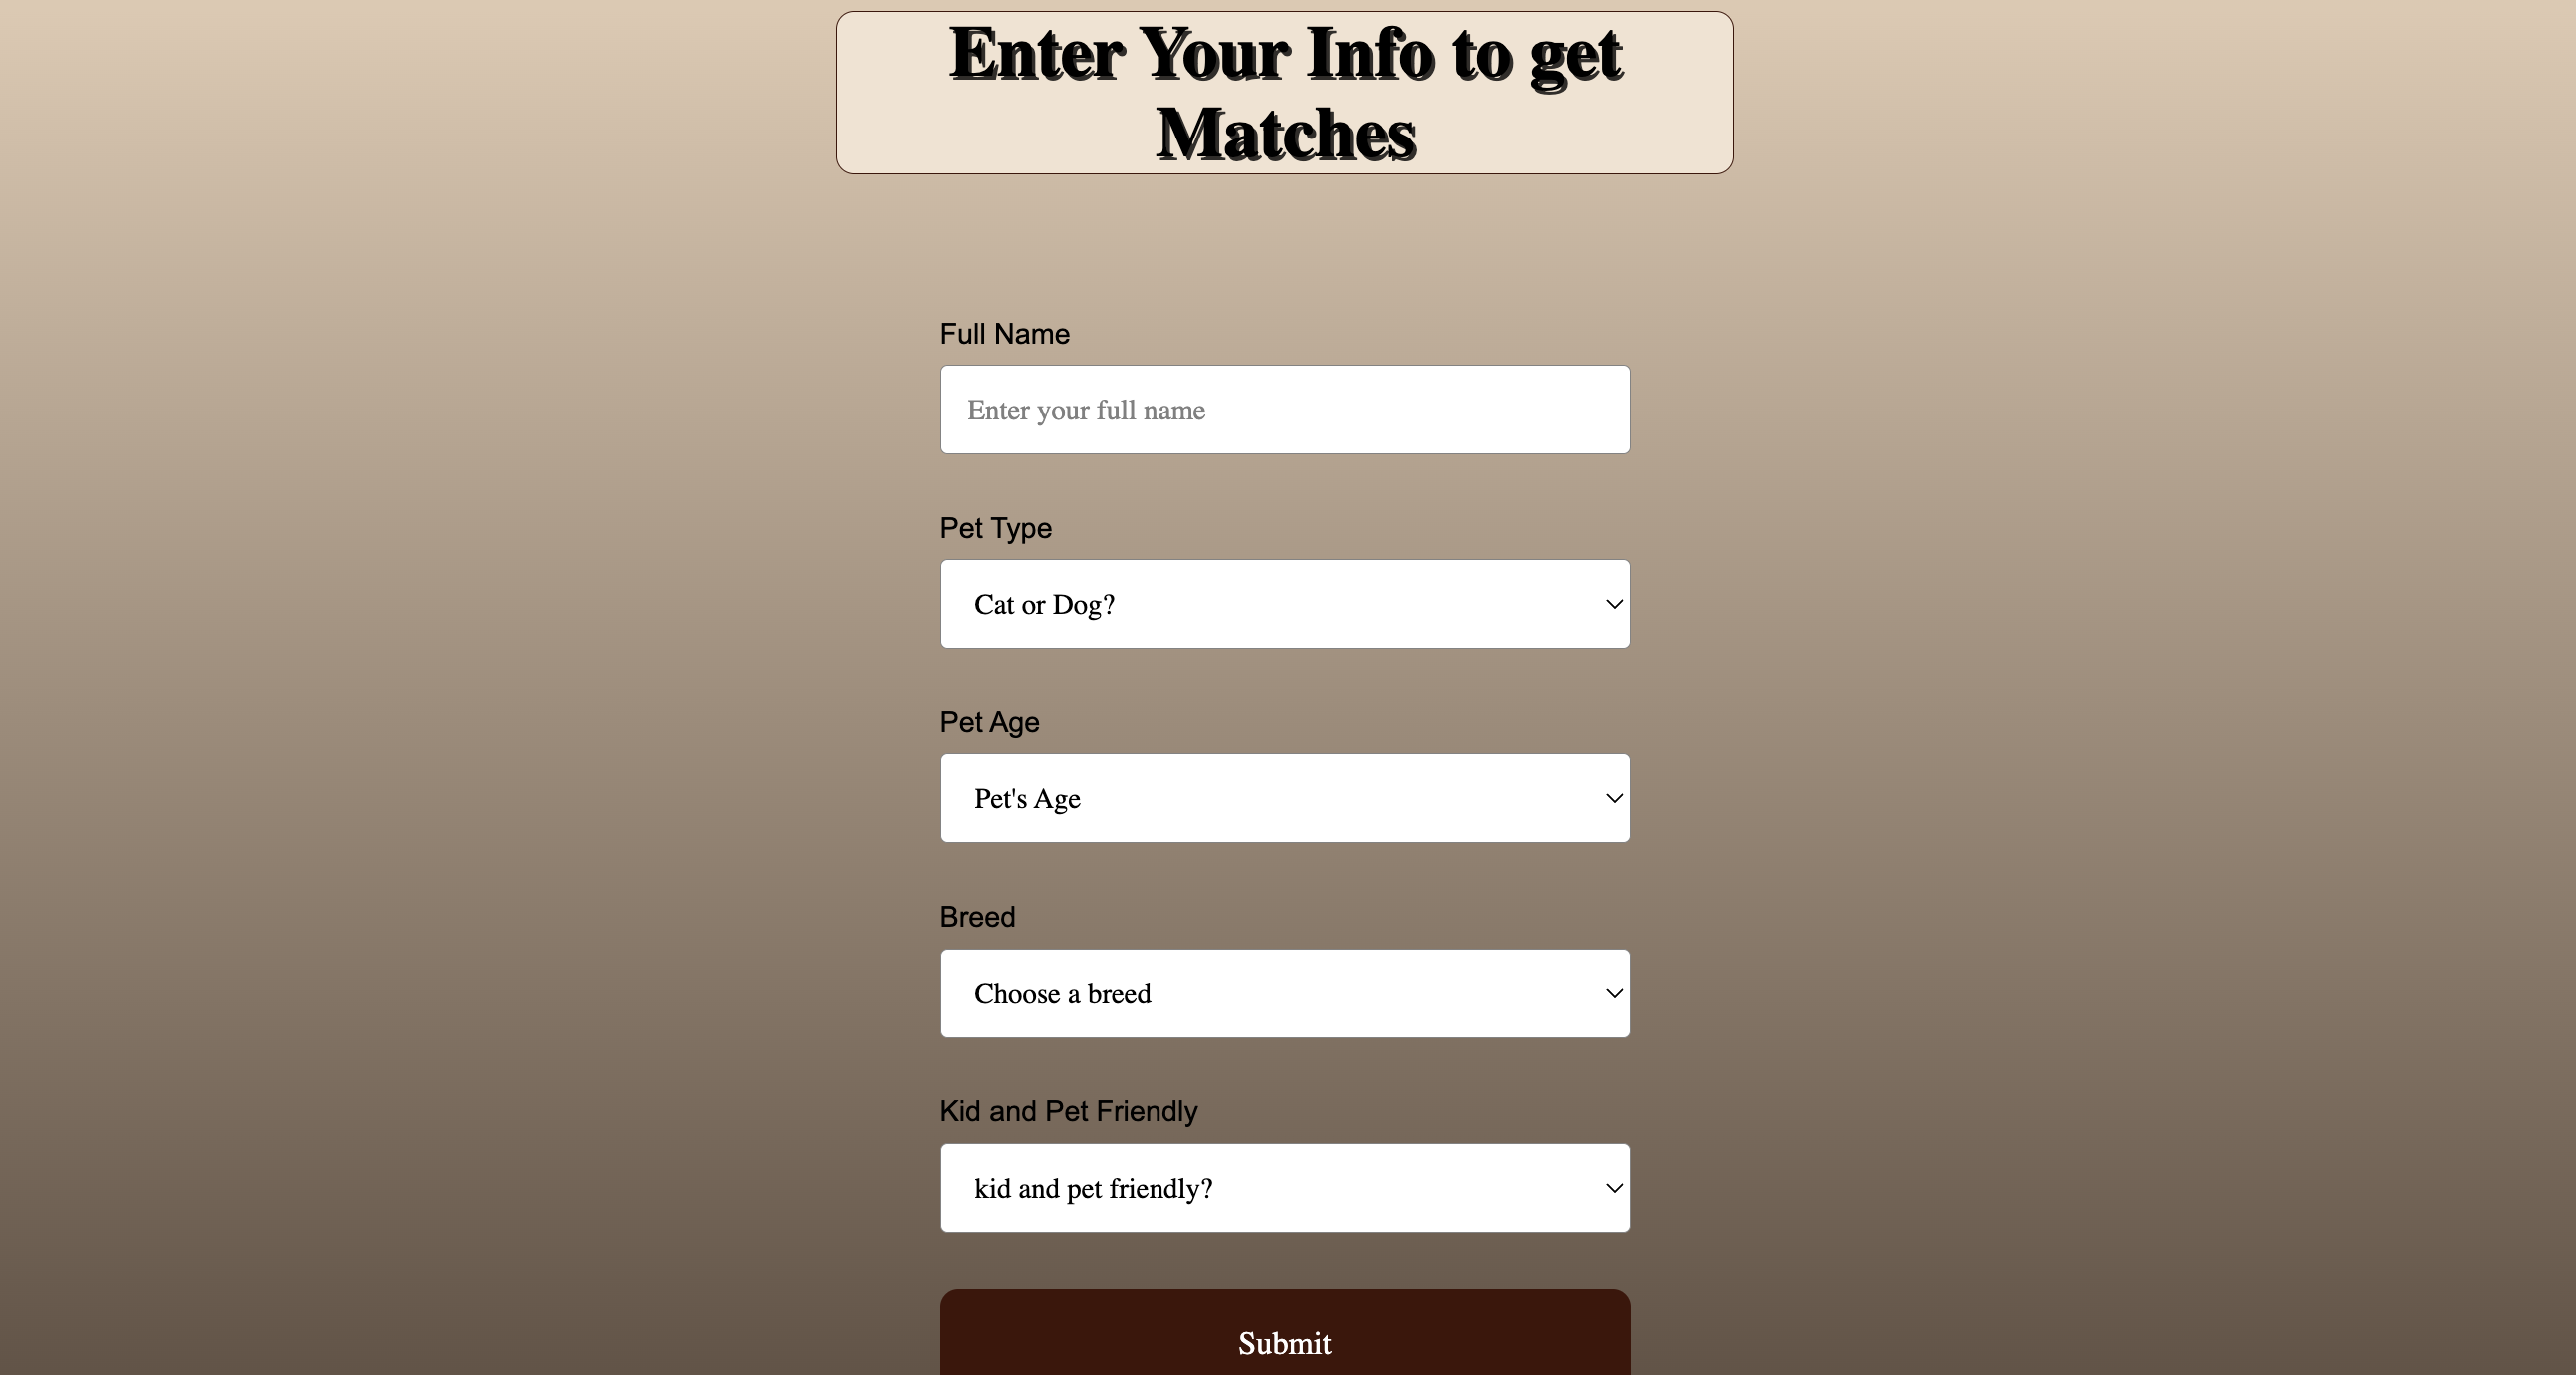 Enter Your Info to get
Matches
Full Name
Enter your full name
Pet Type
Cat or Dog?
Pet Age
Pet's Age
Breed
Choose a breed
Kid and Pet Friendly
kid and pet friendly?
Submit